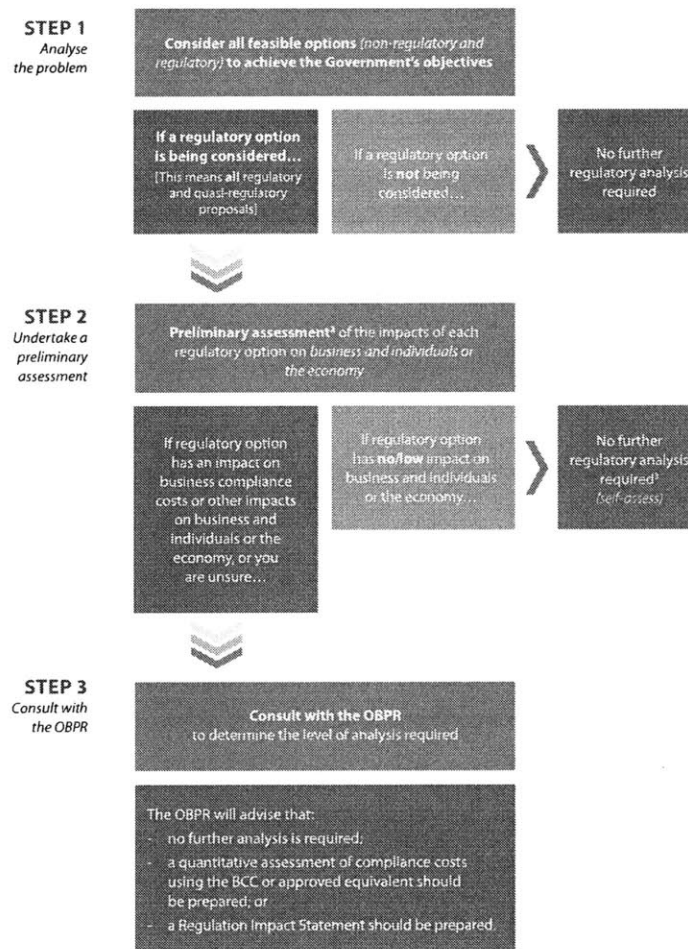 STEP 1
Analyse
the problem
Consider all feasible options (non-regulatory and
regulatory) to achieve the Government's objectives
If a regulatory option
is being considered...
[This means all regulatory
and quasi-regulatory
proposals]
If a regulatory option
is not being
considered...
No further
regulatory analysis
required
STEP 2
Undertake a
preliminary
assessment
Preliminary assessment² of the impacts of each
regulatory option on business and individuals or
the economy
If regulatory option
has an impact on
business compliance
costs or other impacts
on business and
individuals or the
economy, or you
are unsure...
If regulatory option
has no/low impact on
business and individuals
or the economy...
No further
regulatory analysis
required³
(self-assess)
STEP 3
Consult with
the OBPR
Consult with the OBPR
to determine the level of analysis required
The OBPR will advise that:
- no further analysis is required;
- a quantitative assessment of compliance costs
using the BCC or approved equivalent should
be prepared; or
- a Regulation Impact Statement should be prepared.